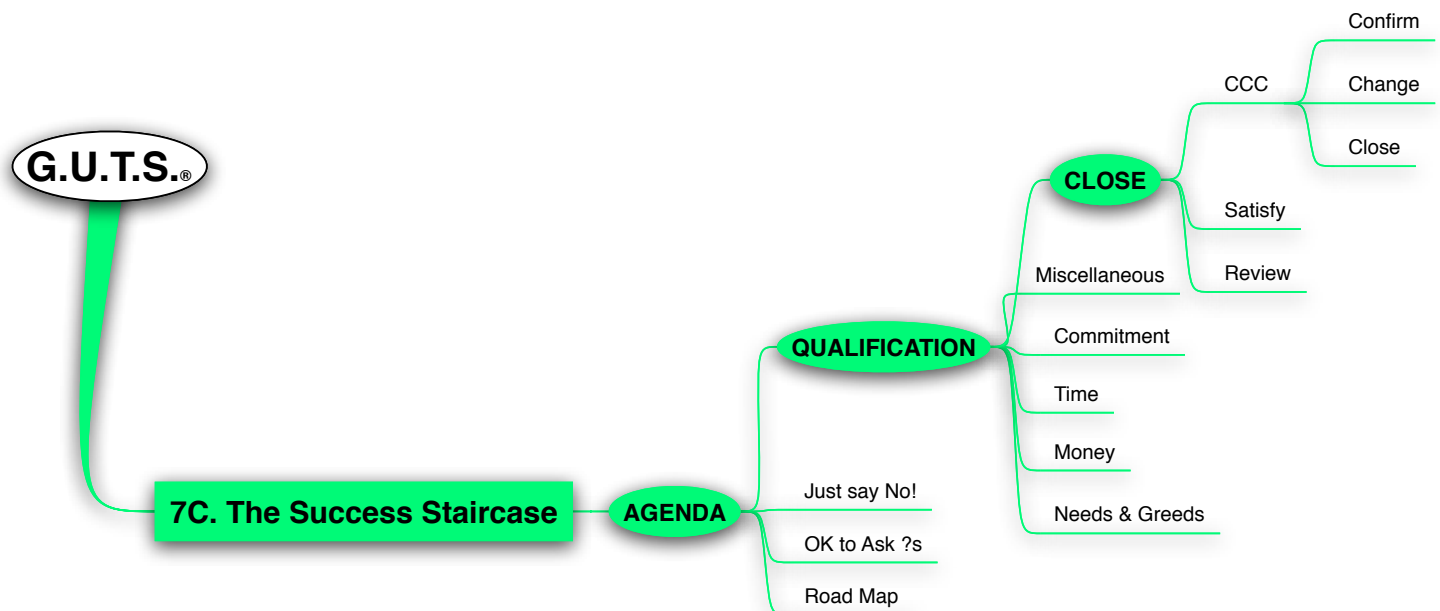 G.U.T.S.®
7C. The Success Staircase
AGENDA
QUALIFICATION
CLOSE
CCC
Confirm
Change
Close
Satisfy
Review
Miscellaneous
Commitment
Time
Money
Needs & Greeds
Just say No!
OK to Ask ?s
Road Map